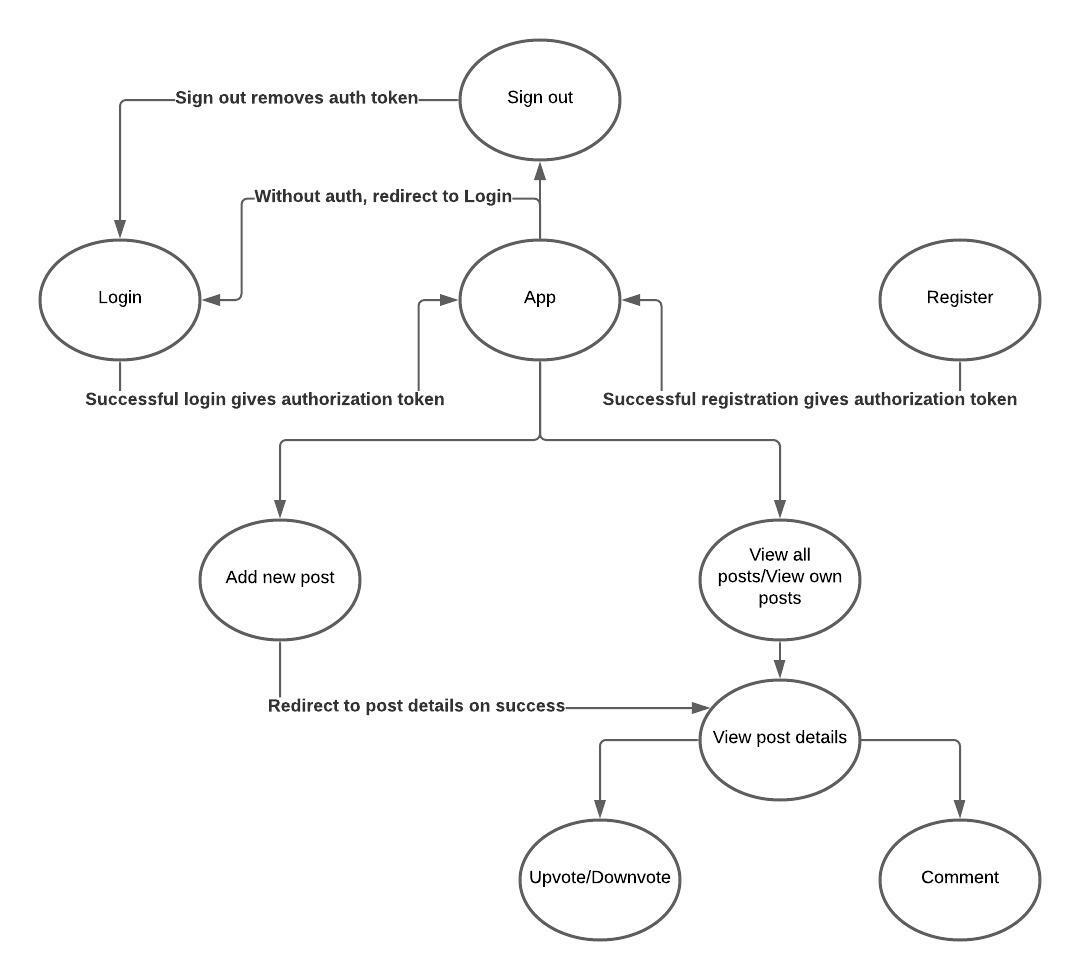 Sign out
Sign out removes auth token
Without auth, redirect to Login
Login
App
Register
Successful login gives authorization token
Successful registration gives authorization token
Add new post
View all
posts/View own
posts
Redirect to post details on success
View post details
Upvote/Downvote
Comment